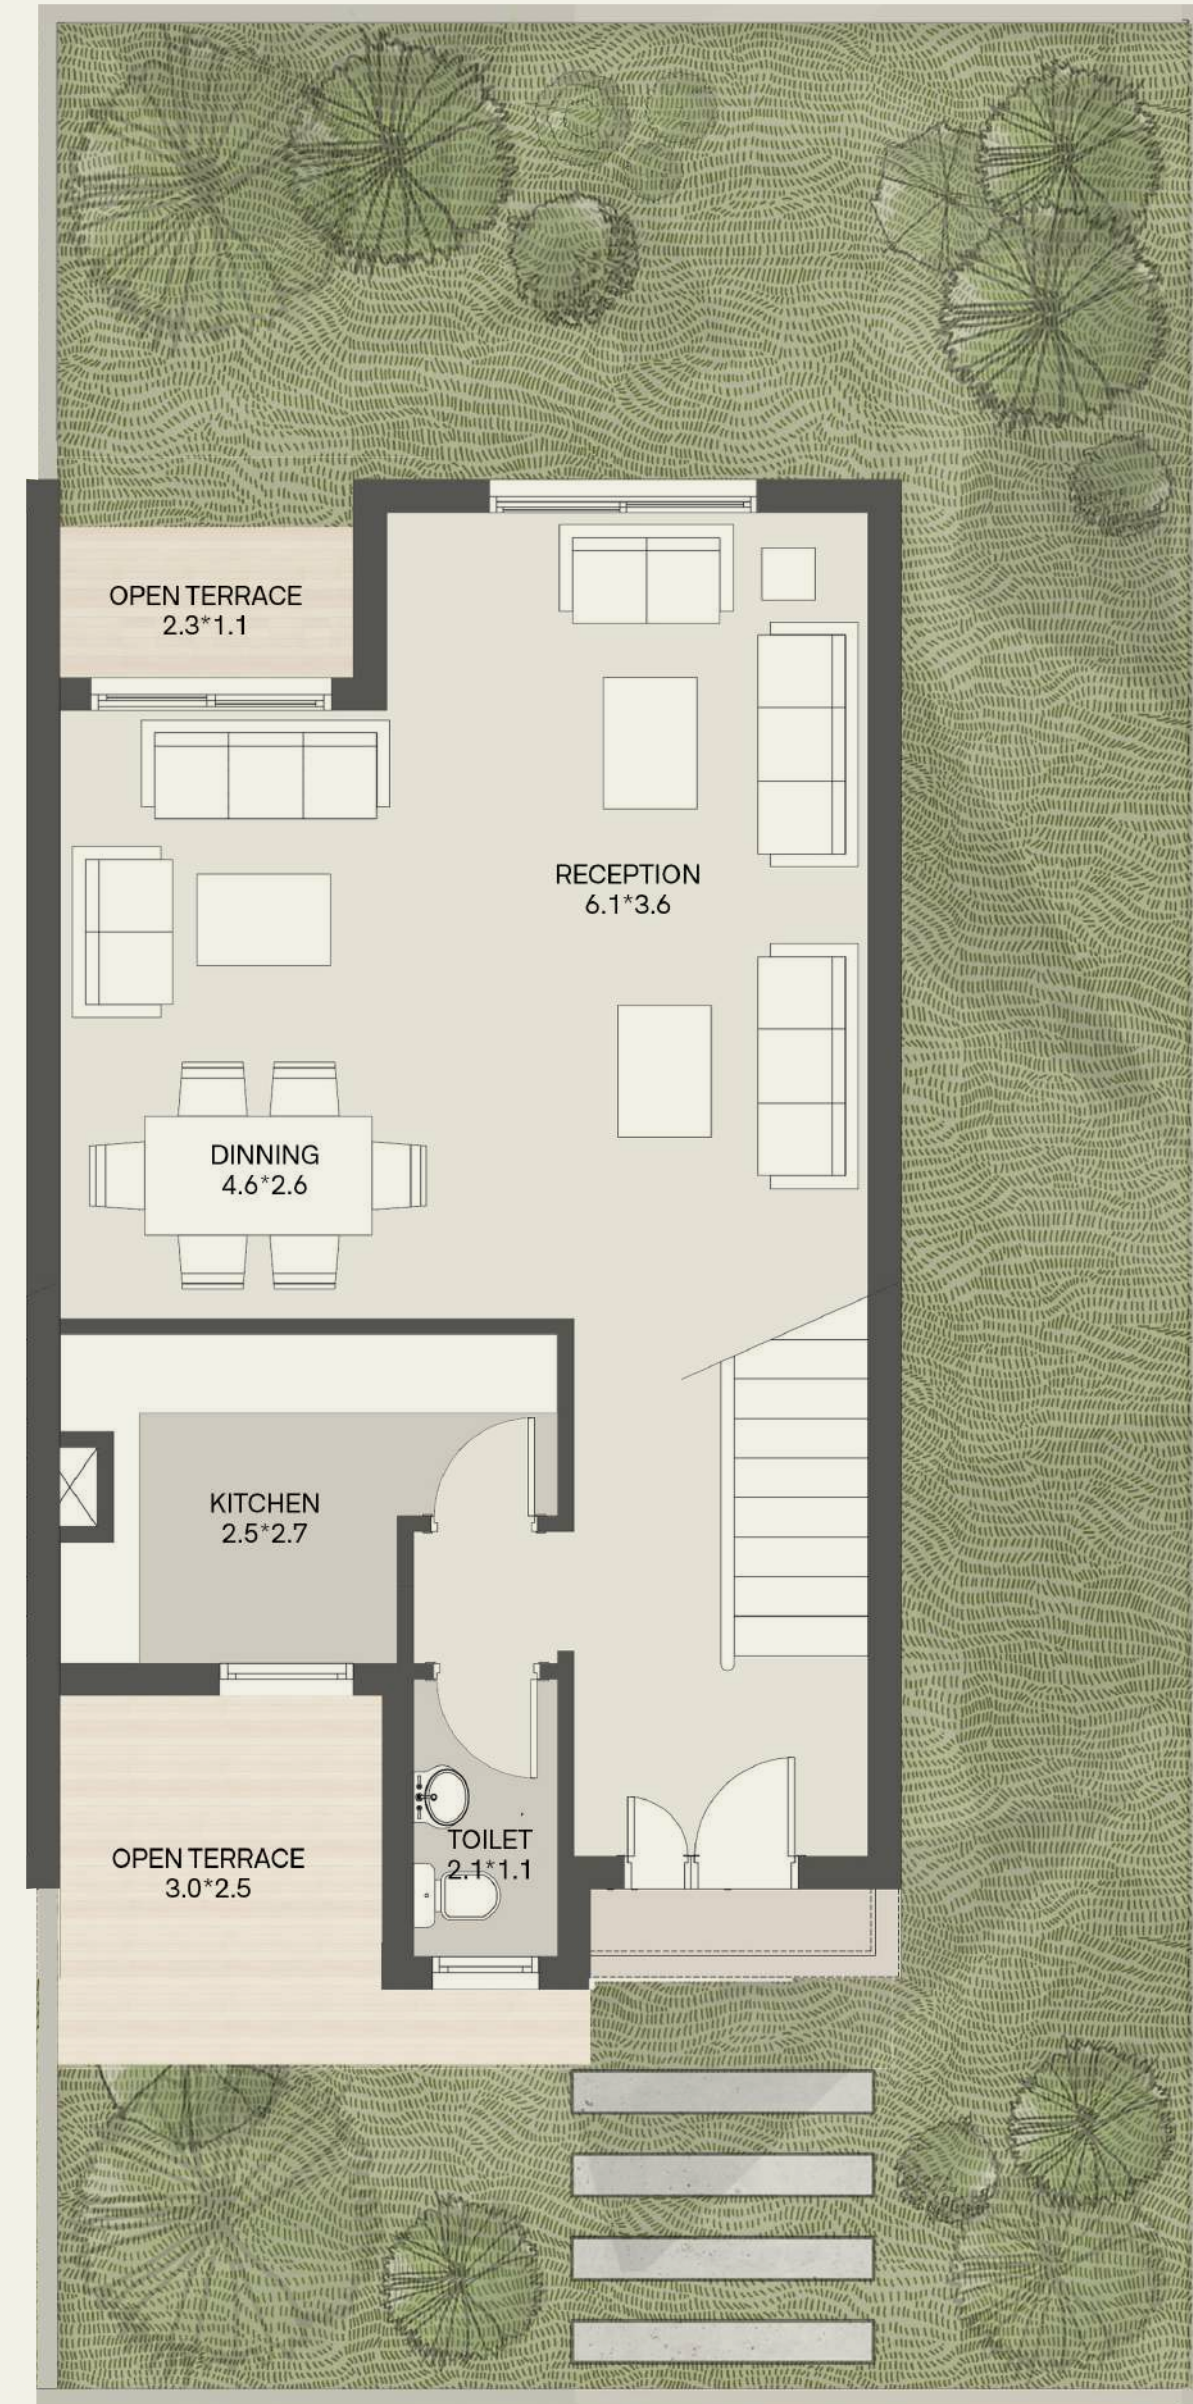 OPEN TERRACE
2.3*1.1
RECEPTION
6.1*3.6
DINNING
4.6*2.6
KITCHEN
2.5*2.7
TOILET
2.1*1.1
OPEN TERRACE
3.0*2.5